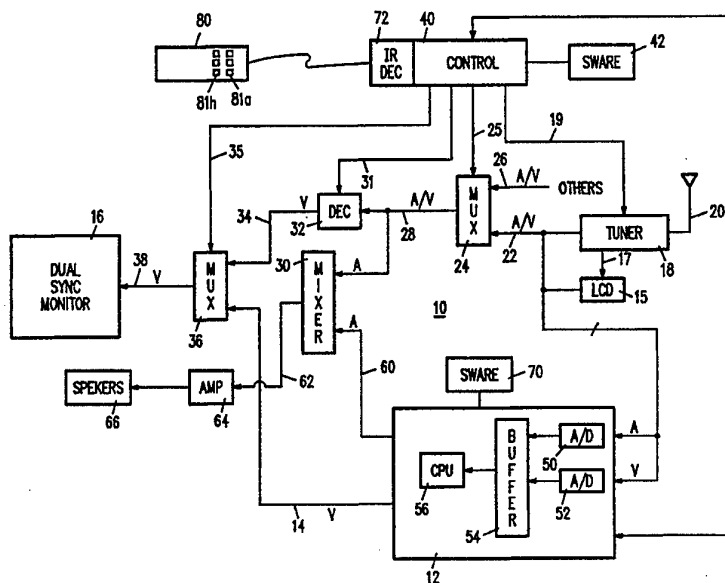 80
72
40
42
IR
DEC
CONTROL
SWARE
81h
81a
35
31
25
19
26
A/V
OTHERS
20
16
34
V
DEC
32
A/V
28
MUX
24
A/V
22
TUNER
18
17
LCD
15
DUAL
SYNC
MONITOR
38
V
MUX
36
30
MIXER
A
A
10
60
62
SPEKERS
66
AMP
64
SWARE
70
14
V
CPU
56
BUFFER
54
A/D
50
A
A/D
52
V
12